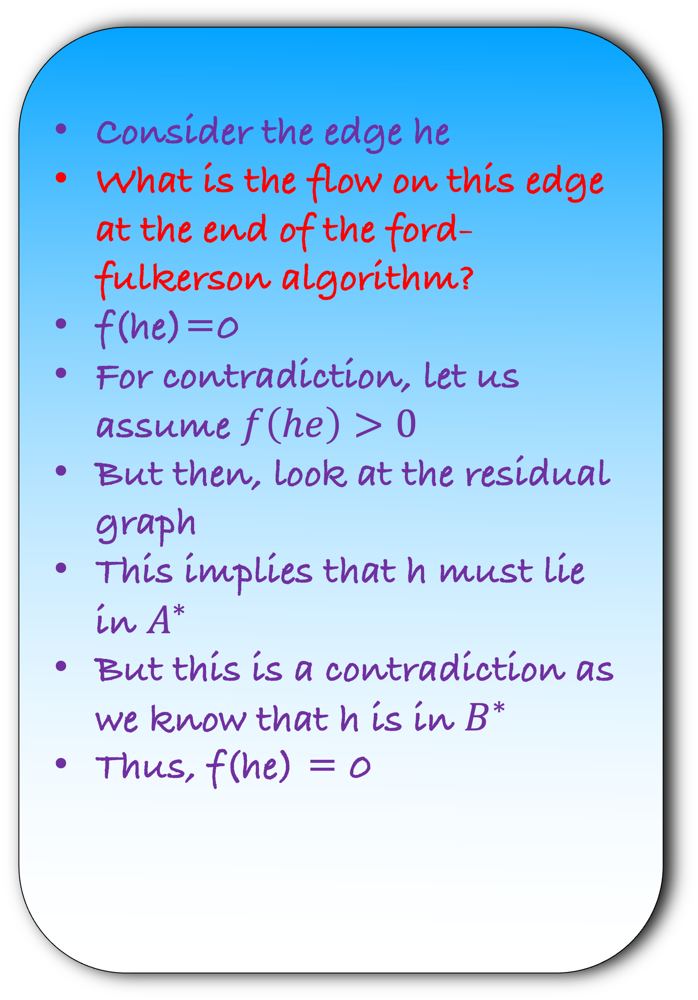 • Consider the edge he
• What is the flow on this edge
at the end of the ford-
fulkerson algorithm?
• f(he)=0
• For contradiction, let us
assume f(he) > 0
• But then, look at the residual
graph
• This implies that h must lie
in A*
• But this is a contradiction as
we know that h is in B*
• Thus, f(he) = 0